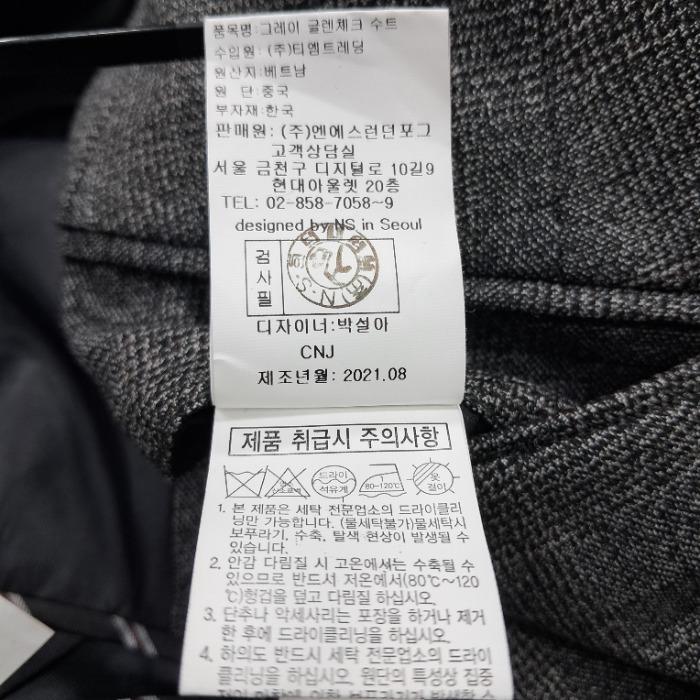 품목명:그레이 글렌체크 수트
수입원: (주)티엠트레딩
원산지:베트남
원 단:중국
부자재:한국
판매원: (주)엔에스런던포그
고객상담실
서울 금천구 디지털로 10길9
현대아울렛 20층
TEL: 02-858-7058~9
designed by NS in Seoul
검사필
디자이너:박설아
CNJ
제조년월: 2021.08
제품 취급시 주의사항
드라이 석유계
80~120℃
옷걸이
1. 본 제품은 세탁 전문업소의 드라이클리
닝만 가능합니다. (물세탁불가)물세탁시
보푸라기, 수축, 탈색 현상이 발생될 수
있습니다.
2. 안감 다림질 시 고온에서는 수축될 수
있으므로 반드시 저온에서(80℃~120
℃)헝겁을 덮고 다림질 하십시오.
3. 단추나 악세사리는 포장을 하거나 제거
한 후에 드라이클리닝을 하십시오.
4. 하의도 반드시 세탁 전문업소의 드라이
클리닝을 하십시오. 원단의 특성상 집중